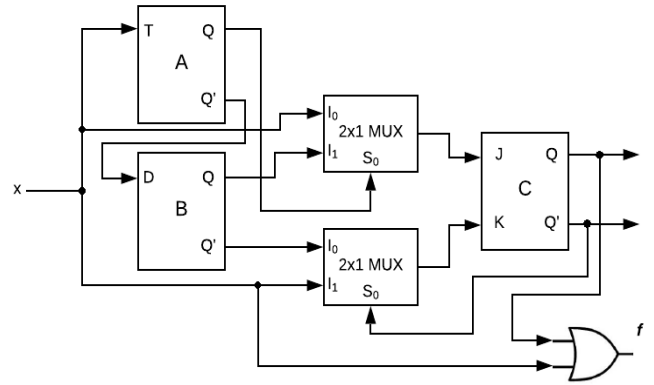 T Q
A
Q'
I₀
2x1 MUX
I₁
S₀
D Q
B
Q'
x
J Q
C
K Q'
I₀
2x1 MUX
I₁
S₀
f